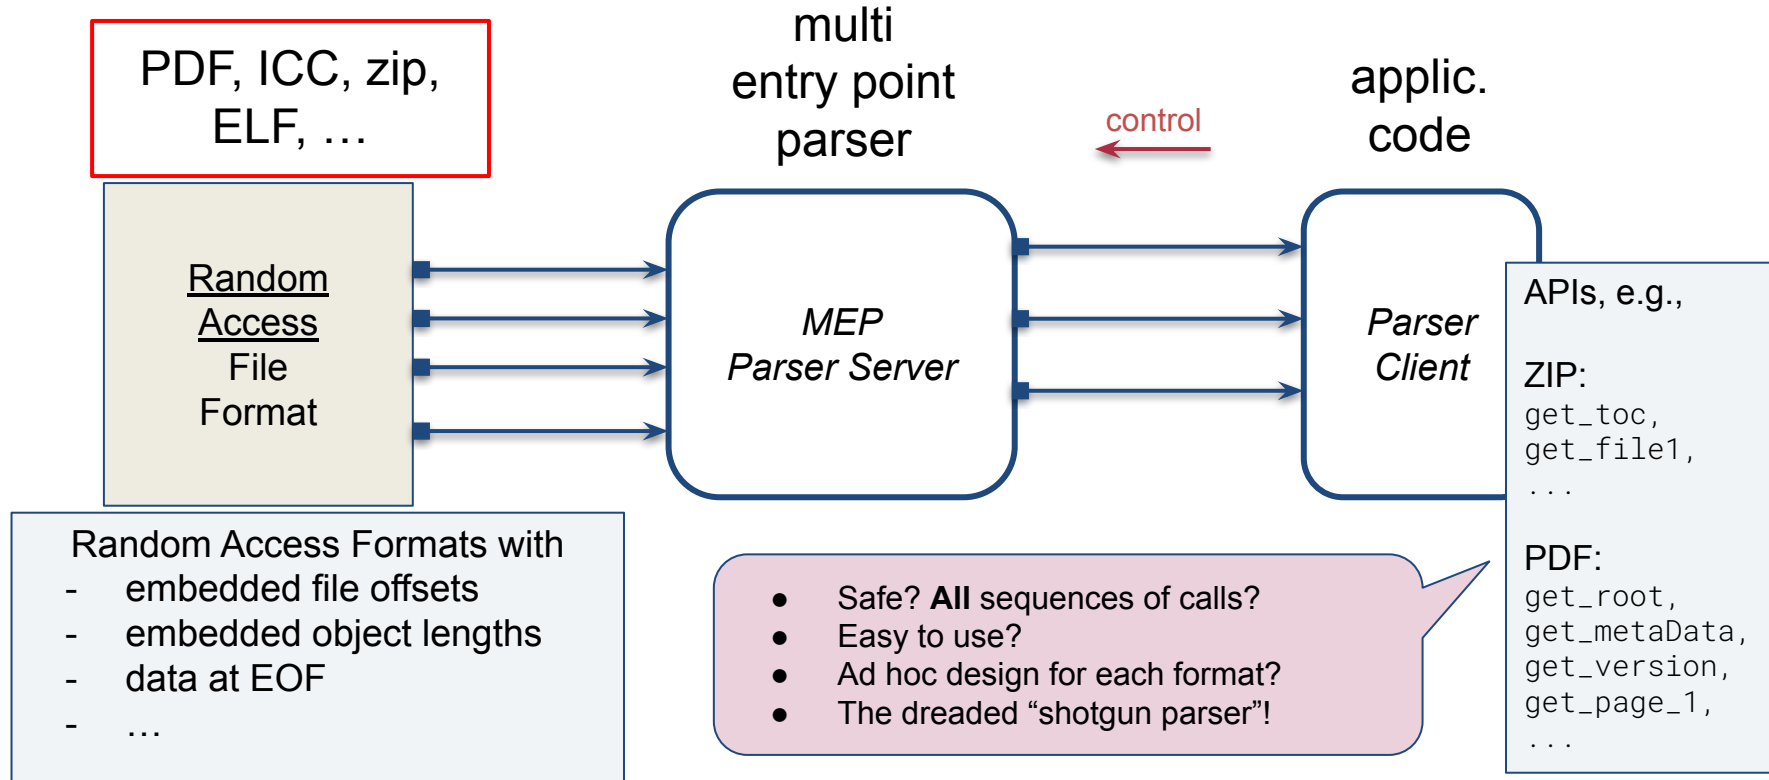 PDF, ICC, zip,
ELF, …
multi
entry point
parser
control
applic.
code
Random
Access
File
Format
MEP
Parser Server
Parser
Client
APIs, e.g.,
ZIP:
get_toc,
get_file1,
...
PDF:
get_root,
get_metaData,
get_version,
get_page_1,
...
Random Access Formats with
- embedded file offsets
- embedded object lengths
- data at EOF
- …
● Safe? All sequences of calls?
● Easy to use?
● Ad hoc design for each format?
● The dreaded “shotgun parser”!